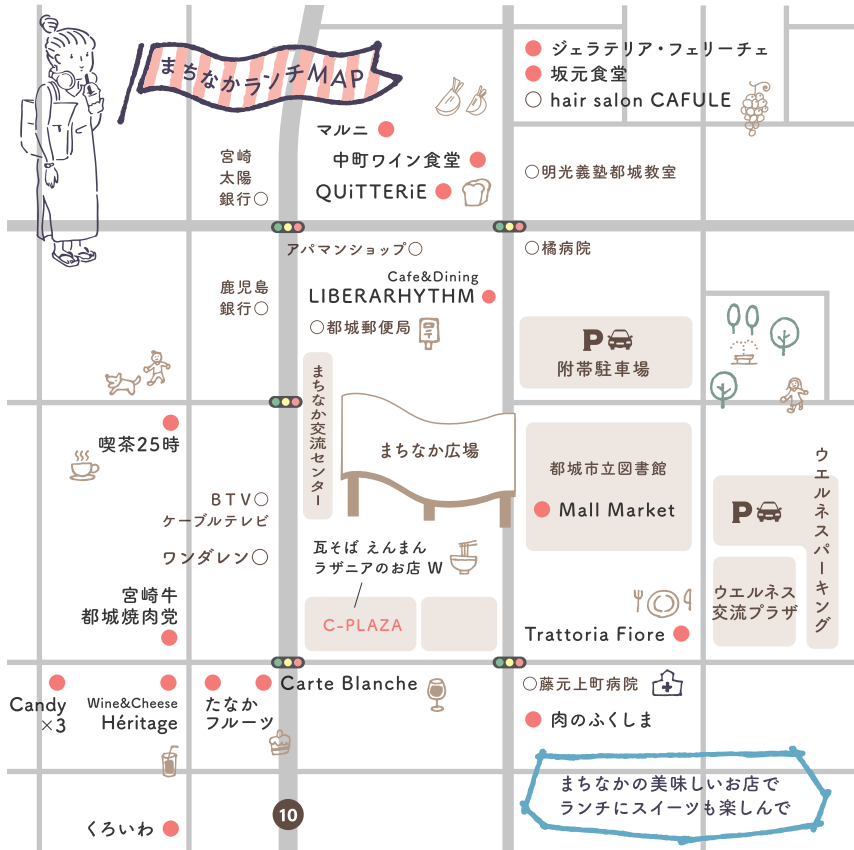 まちなかランチMAP
ジェラテリア・フェリーチェ
坂元食堂
hair salon CAFULE
マルニ
中町ワイン食堂
QUiTTERiE
宮崎
太陽
銀行
明光義塾都城教室
アパマンショップ
橘病院
鹿児島
銀行
Cafe&Dining
LIBERARHYTHM
都城郵便局
P
附帯駐車場
まちなか交流センター
まちなか広場
喫茶25時
都城市立図書館
Mall Market
ウエルネスパーキング
P
BTV
ケーブルテレビ
ワンダレン
瓦そば えんまん
ラザニアのお店 W
C-PLAZA
宮崎牛
都城焼肉党
ウエルネス
交流プラザ
Trattoria Fiore
Candy
×3
Wine&Cheese
Héritage
たなか
フルーツ
Carte Blanche
藤元上町病院
肉のふくしま
まちなかの美味しいお店で
ランチにスイーツも楽しんで
10
くろいわ